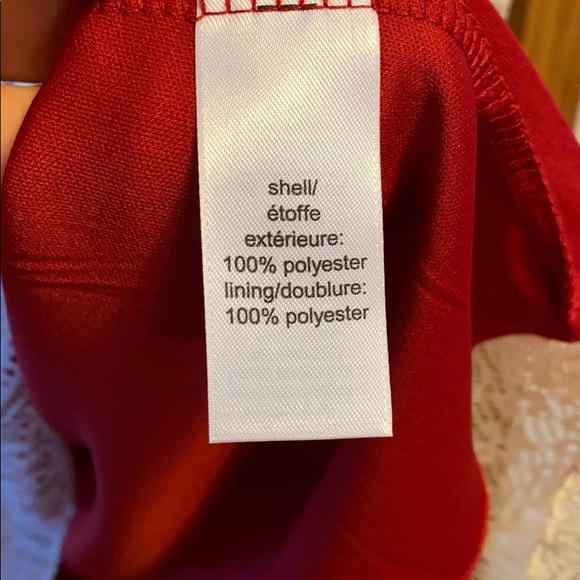 shell/
étoffe
extérieure:
100% polyester
lining/doublure:
100% polyester